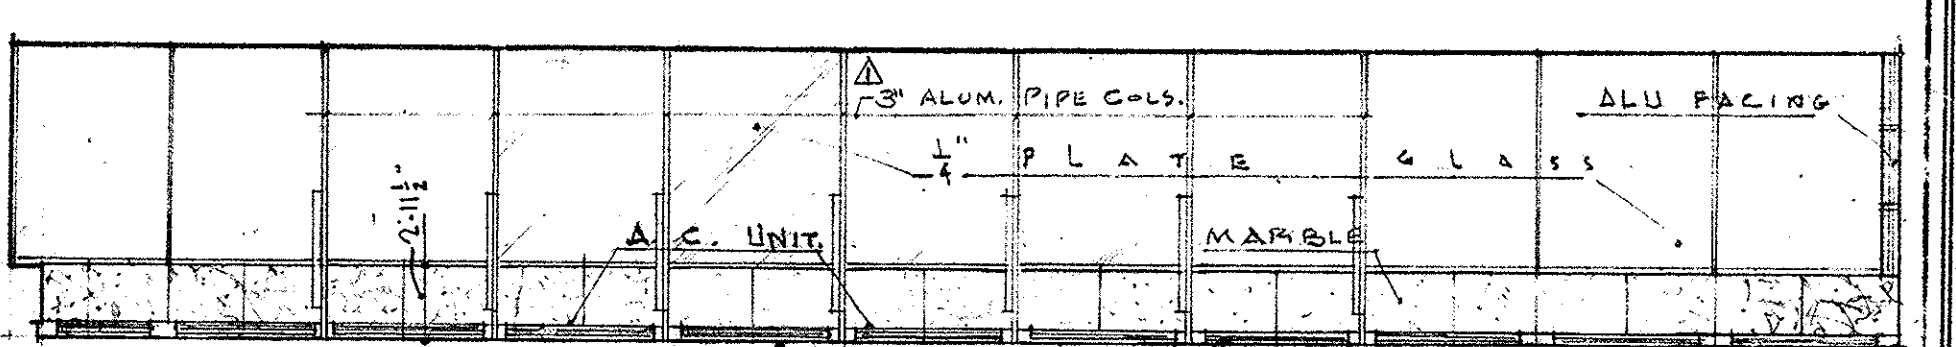 1
3" ALUM. PIPE COLS.
ALU FACING
1/4" PLATE GLASS
2'-11 1/2"
A.C. UNIT.
MARBLE